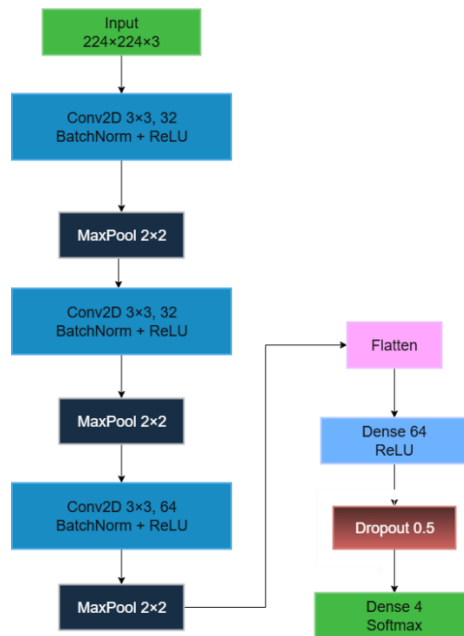 Input
224×224×3
Conv2D 3×3, 32
BatchNorm + ReLU
MaxPool 2×2
Conv2D 3×3, 32
BatchNorm + ReLU
MaxPool 2×2
Conv2D 3×3, 64
BatchNorm + ReLU
MaxPool 2×2
Flatten
Dense 64
ReLU
Dropout 0.5
Dense 4
Softmax